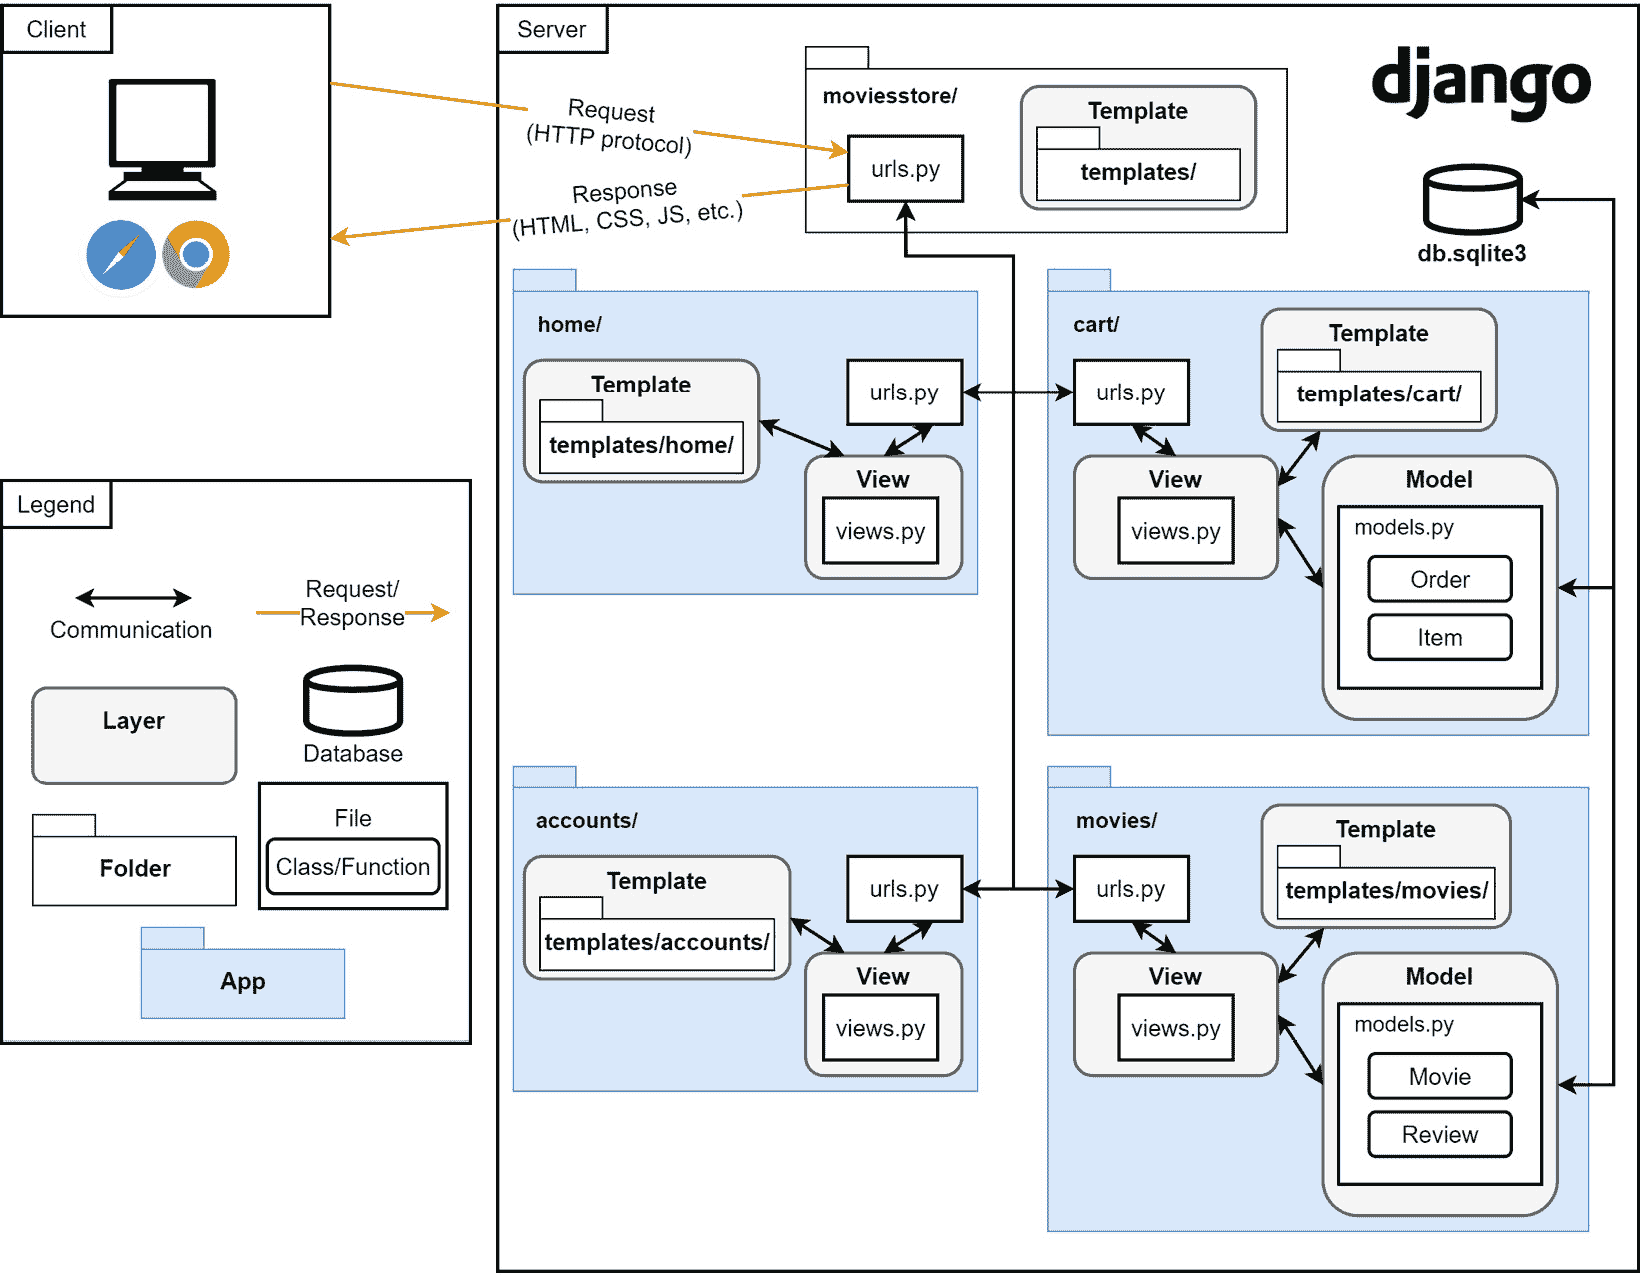 Client
Server
django
Request
(HTTP protocol)
Response
(HTML, CSS, JS, etc.)
moviesstore/
urls.py
Template
templates/
db.sqlite3
home/
Template
templates/home/
urls.py
View
views.py
cart/
urls.py
Template
templates/cart/
View
views.py
Model
models.py
Order
Item
Legend
Communication
Request/
Response
Layer
Database
Folder
File
Class/Function
App
accounts/
Template
templates/accounts/
urls.py
View
views.py
movies/
urls.py
Template
templates/movies/
View
views.py
Model
models.py
Movie
Review